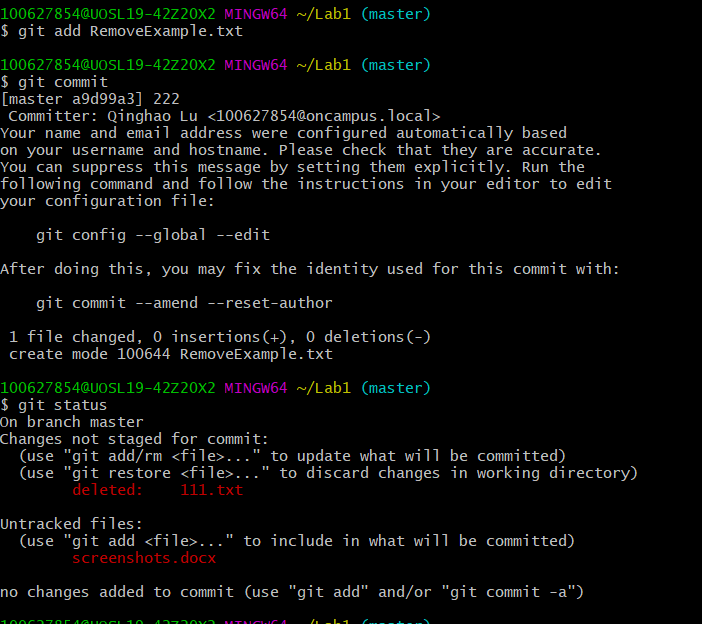 100627854@UOSL19-42Z20X2 MINGW64 ~/Lab1 (master)
$ git add RemoveExample.txt
100627854@UOSL19-42Z20X2 MINGW64 ~/Lab1 (master)
$ git commit
[master a9d99a3] 222
 Committer: Qinghao Lu <100627854@oncampus.local>
Your name and email address were configured automatically based
on your username and hostname. Please check that they are accurate.
You can suppress this message by setting them explicitly. Run the
following command and follow the instructions in your editor to edit
your configuration file:
    git config --global --edit
After doing this, you may fix the identity used for this commit with:
    git commit --amend --reset-author
 1 file changed, 0 insertions(+), 0 deletions(-)
 create mode 100644 RemoveExample.txt
100627854@UOSL19-42Z20X2 MINGW64 ~/Lab1 (master)
$ git status
On branch master
Changes not staged for commit:
  (use "git add/rm <file>..." to update what will be committed)
  (use "git restore <file>..." to discard changes in working directory)
        deleted:    111.txt
Untracked files:
  (use "git add <file>..." to include in what will be committed)
        screenshots.docx
no changes added to commit (use "git add" and/or "git commit -a")
100627854@UOSL19-42Z20X2 MINGW64 ~/Lab1 (master)